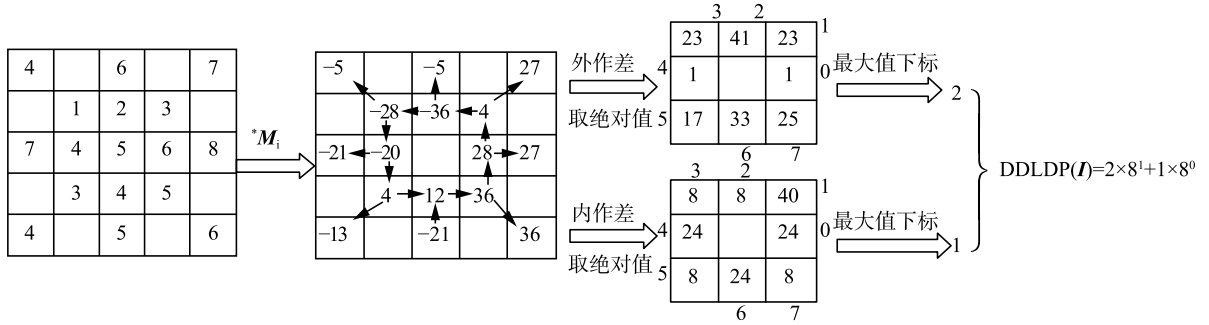 4 6 7
1 2 3
7 4 5 6 8
3 4 5
4 5 6
*Mi
−5 −5 27
−28 −36 4
−21 −20 28 27
4 12 36
−13 −21 36
外作差
取绝对值
内作差
取绝对值
3 2 1
23 41 23
4 1 1 0
5 17 33 25
6 7
3 2 1
8 8 40
4 24 24 0
5 8 24 8
6 7
最大值下标
2
最大值下标
1
DDLDP(I)=2×8¹+1×8⁰